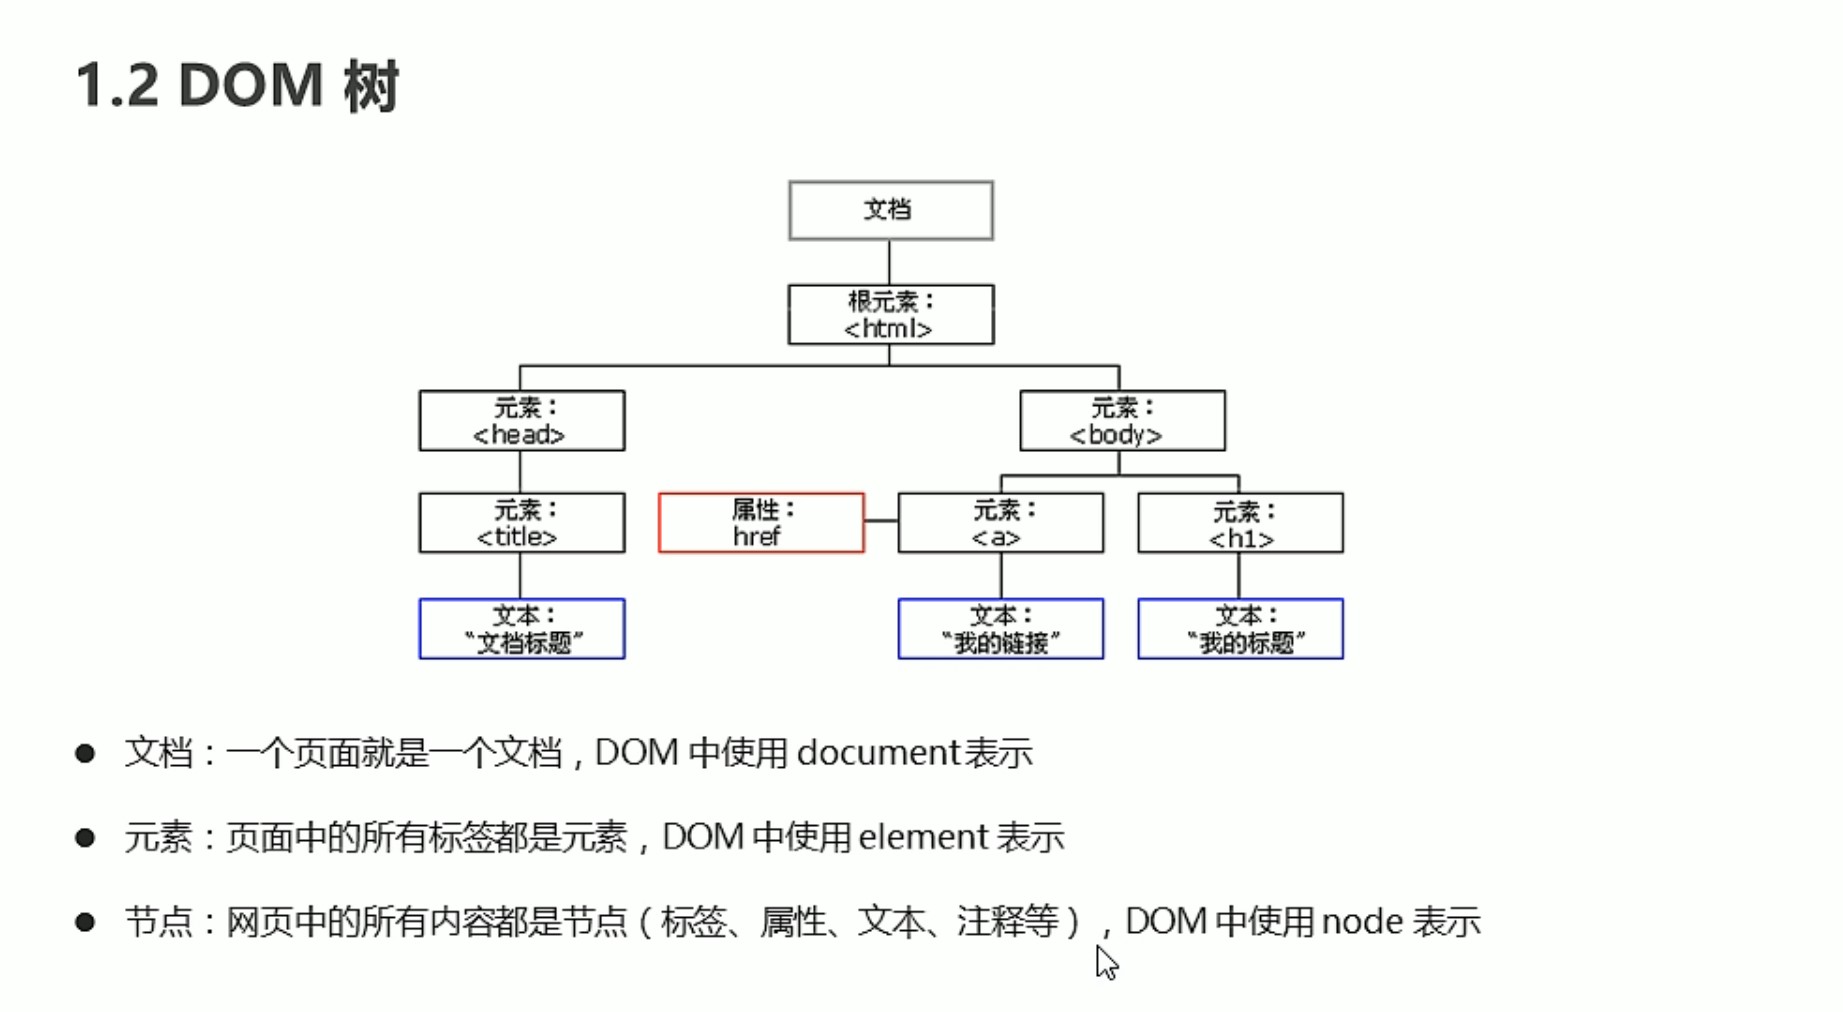 1.2 DOM 树
文档
根元素：
<html>
元素：
<head>
元素：
<body>
元素：
<title>
属性：
href
元素：
<a>
元素：
<h1>
文本：
“文档标题”
文本：
“我的链接”
文本：
“我的标题”
● 文档：一个页面就是一个文档，DOM 中使用 document 表示
● 元素：页面中的所有标签都是元素，DOM 中使用 element 表示
● 节点：网页中的所有内容都是节点（标签、属性、文本、注释等），DOM 中使用 node 表示